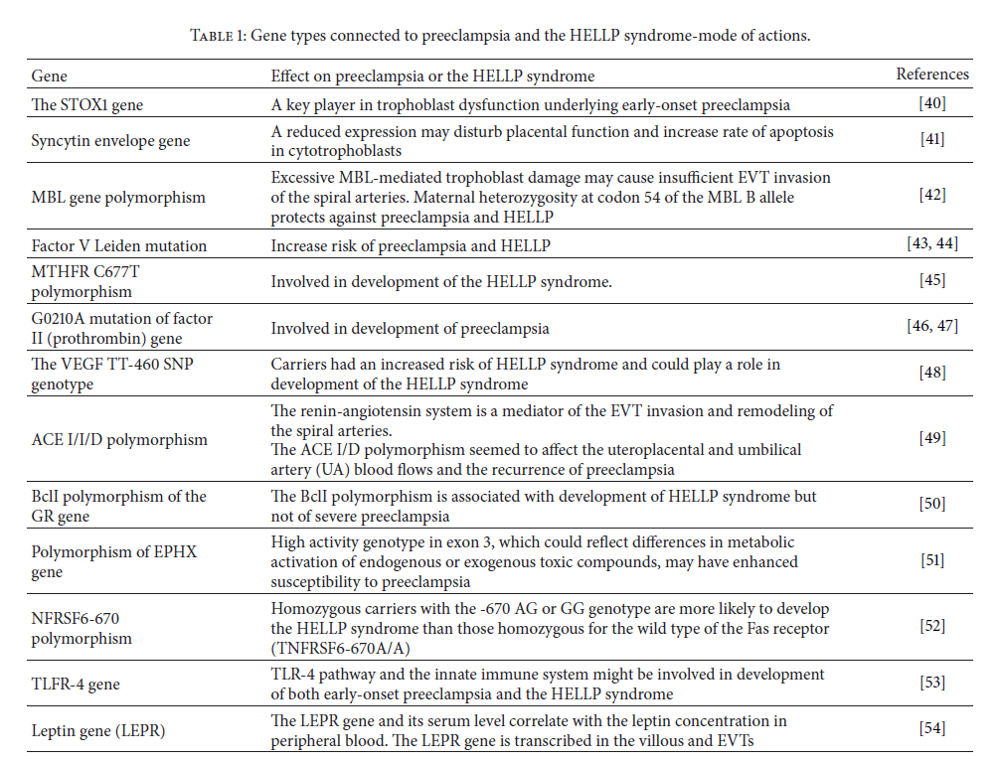 TABLE 1: Gene types connected to preeclampsia and the HELLP syndrome-mode of actions.
Gene Effect on preeclampsia or the HELLP syndrome References
The STOX1 gene A key player in trophoblast dysfunction underlying early-onset preeclampsia [40]
Syncytin envelope gene A reduced expression may disturb placental function and increase rate of apoptosis
in cytotrophoblasts [41]
MBL gene polymorphism Excessive MBL-mediated trophoblast damage may cause insufficient EVT invasion
of the spiral arteries. Maternal heterozygosity at codon 54 of the MBL B allele
protects against preeclampsia and HELLP [42]
Factor V Leiden mutation Increase risk of preeclampsia and HELLP [43, 44]
MTHFR C677T
polymorphism Involved in development of the HELLP syndrome. [45]
G0210A mutation of factor
II (prothrombin) gene Involved in development of preeclampsia [46, 47]
The VEGF TT-460 SNP
genotype Carriers had an increased risk of HELLP syndrome and could play a role in
development of the HELLP syndrome [48]
ACE I/I/D polymorphism The renin-angiotensin system is a mediator of the EVT invasion and remodeling of
the spiral arteries.
The ACE I/D polymorphism seemed to affect the uteroplacental and umbilical
artery (UA) blood flows and the recurrence of preeclampsia [49]
BclI polymorphism of the
GR gene The BclI polymorphism is associated with development of HELLP syndrome but
not of severe preeclampsia [50]
Polymorphism of EPHX
gene High activity genotype in exon 3, which could reflect differences in metabolic
activation of endogenous or exogenous toxic compounds, may have enhanced
susceptibility to preeclampsia [51]
NFRSF6-670
polymorphism Homozygous carriers with the -670 AG or GG genotype are more likely to develop
the HELLP syndrome than those homozygous for the wild type of the Fas receptor
(TNFRSF6-670A/A) [52]
TLFR-4 gene TLR-4 pathway and the innate immune system might be involved in development
of both early-onset preeclampsia and the HELLP syndrome [53]
Leptin gene (LEPR) The LEPR gene and its serum level correlate with the leptin concentration in
peripheral blood. The LEPR gene is transcribed in the villous and EVTs [54]